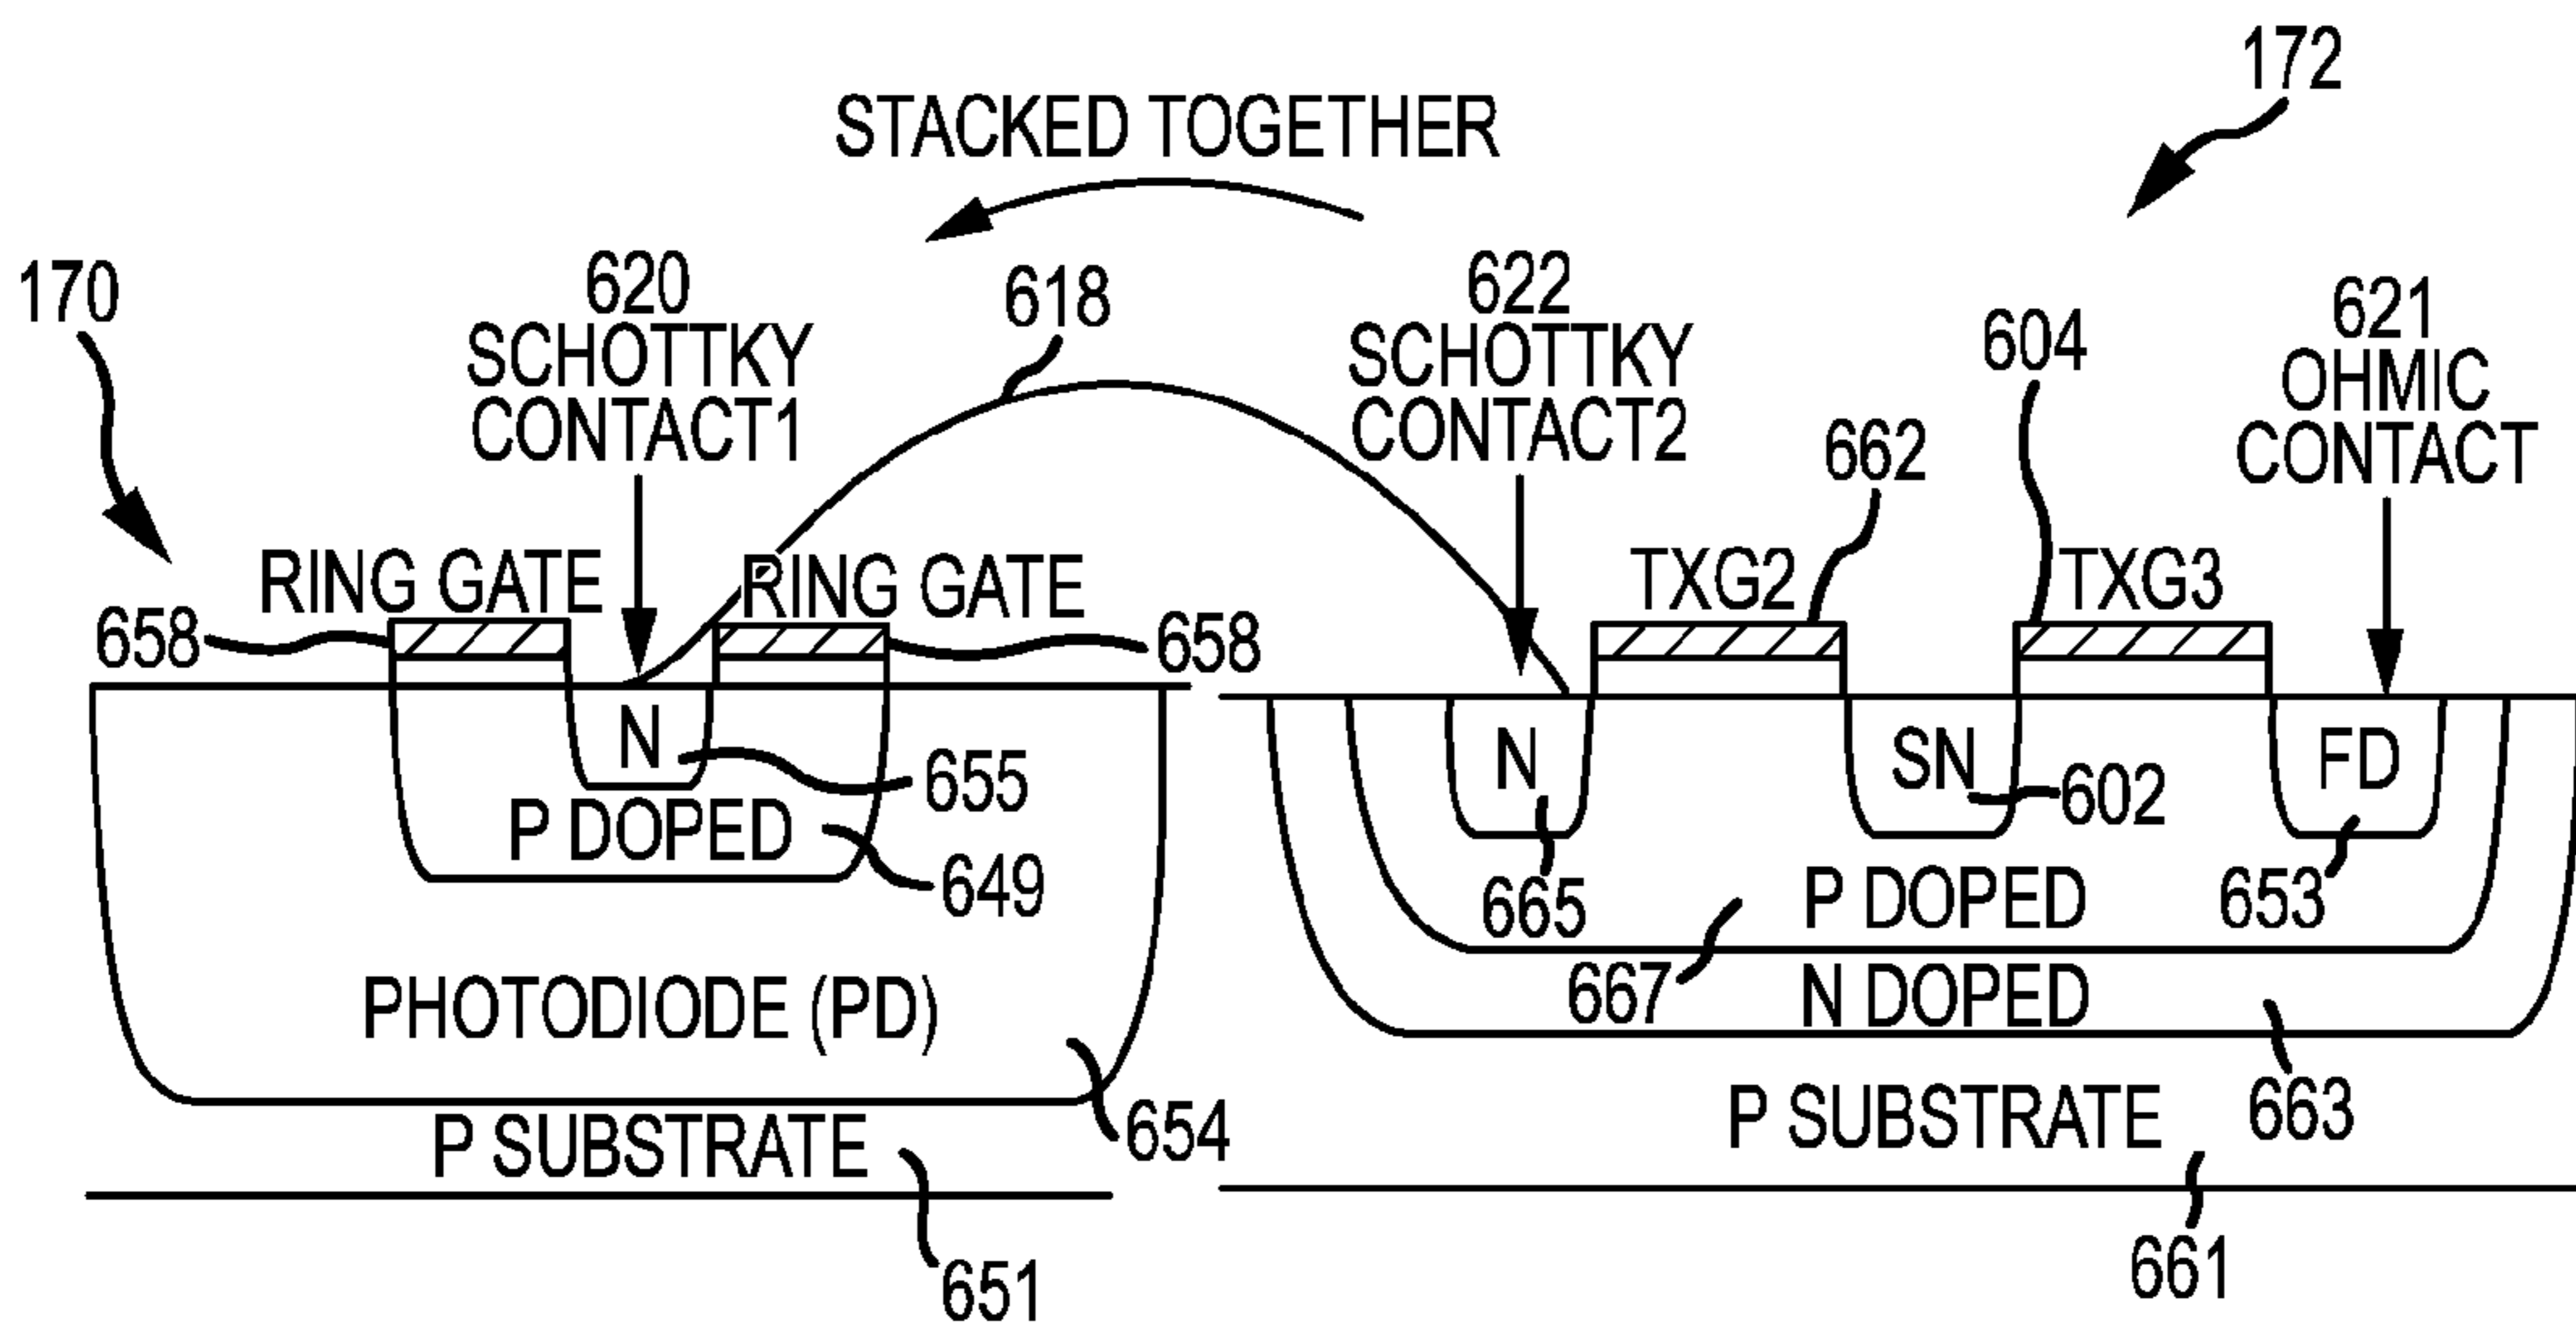 172
STACKED TOGETHER
170
620
SCHOTTKY
CONTACT1
618
622
SCHOTTKY
CONTACT2
604
621
OHMIC
CONTACT
662
RING GATE
RING GATE
TXG2
TXG3
658
658
N
655
P DOPED
649
N
665
SN
602
FD
653
P DOPED
667
N DOPED
663
PHOTODIODE (PD)
654
P SUBSTRATE
651
P SUBSTRATE
661